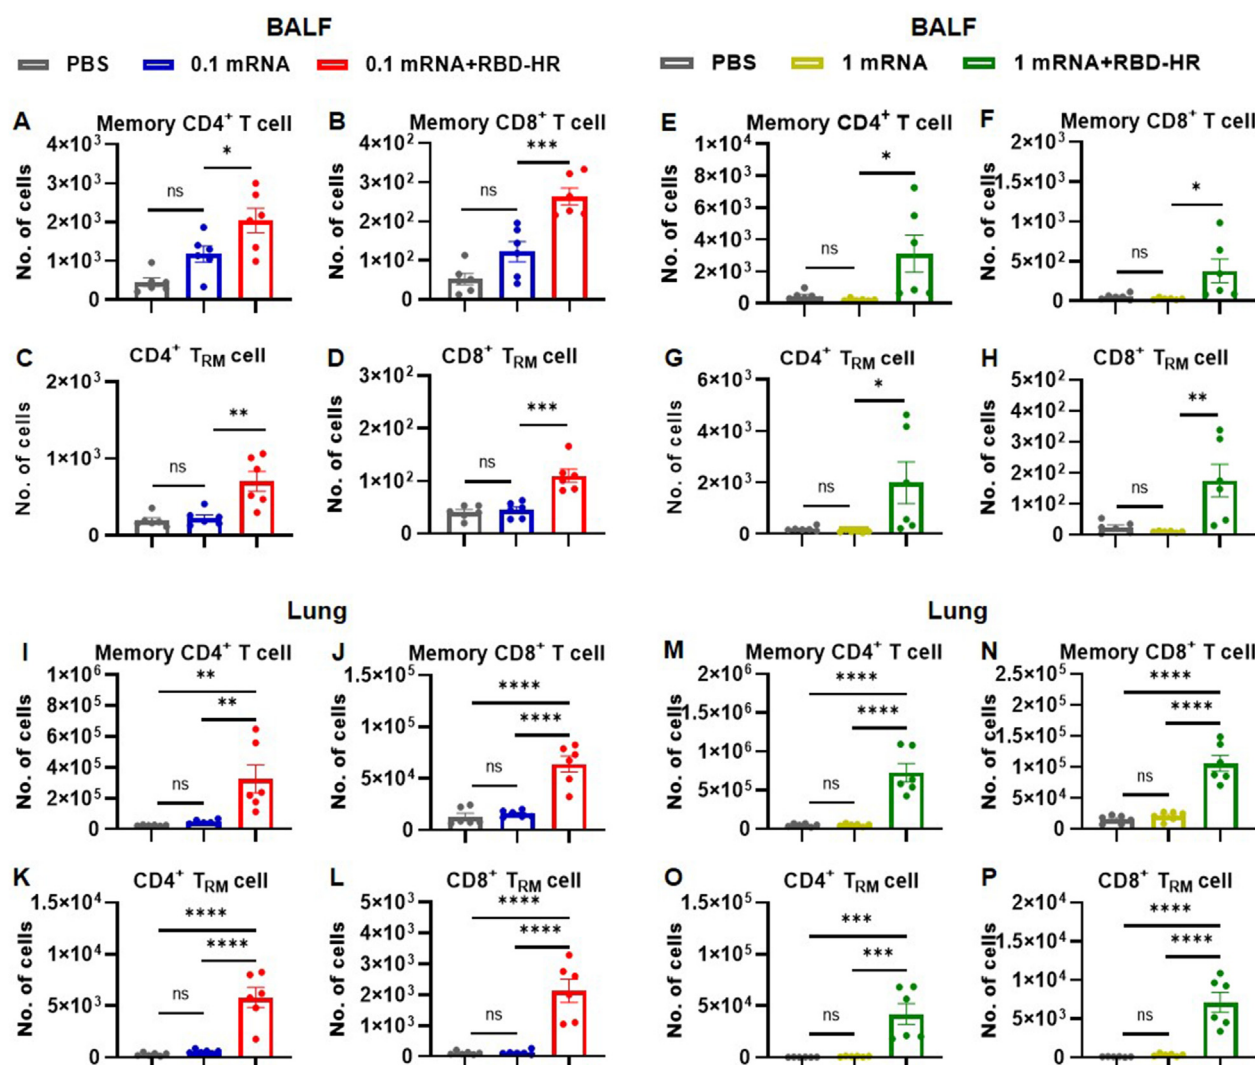 BALF
PBS 0.1 mRNA 0.1 mRNA+RBD-HR
A Memory CD4⁺ T cell
No. of cells
4×10³
3×10³
2×10³
1×10³
0
ns
*
B Memory CD8⁺ T cell
No. of cells
4×10²
3×10²
2×10²
1×10²
0
ns
***
C CD4⁺ TRM cell
No. of cells
2×10³
1×10³
0
ns
**
D CD8⁺ TRM cell
No. of cells
3×10²
2×10²
1×10²
0
ns
***
BALF
PBS 1 mRNA 1 mRNA+RBD-HR
E Memory CD4⁺ T cell
No. of cells
1×10⁴
8×10³
6×10³
4×10³
2×10³
0
ns
*
F Memory CD8⁺ T cell
No. of cells
2×10³
1.5×10³
1×10³
5×10²
0
ns
*
G CD4⁺ TRM cell
No. of cells
6×10³
4×10³
2×10³
0
ns
*
H CD8⁺ TRM cell
No. of cells
5×10²
4×10²
3×10²
2×10²
1×10²
0
ns
**
Lung
I Memory CD4⁺ T cell
No. of cells
1×10⁶
8×10⁵
6×10⁵
4×10⁵
2×10⁵
0
**
**
ns
J Memory CD8⁺ T cell
No. of cells
1.5×10⁵
1×10⁵
5×10⁴
0
****
****
ns
K CD4⁺ TRM cell
No. of cells
1.5×10⁴
1×10⁴
5×10³
0
****
****
ns
L CD8⁺ TRM cell
No. of cells
5×10³
4×10³
3×10³
2×10³
1×10³
0
****
****
ns
Lung
M Memory CD4⁺ T cell
No. of cells
2×10⁶
1.5×10⁶
1×10⁶
5×10⁵
0
****
****
ns
N Memory CD8⁺ T cell
No. of cells
2.5×10⁵
2×10⁵
1.5×10⁵
1×10⁵
5×10⁴
0
****
****
ns
O CD4⁺ TRM cell
No. of cells
1.5×10⁵
1×10⁵
5×10⁴
0
***
***
ns
P CD8⁺ TRM cell
No. of cells
2×10⁴
1.5×10⁴
1×10⁴
5×10³
0
****
****
ns